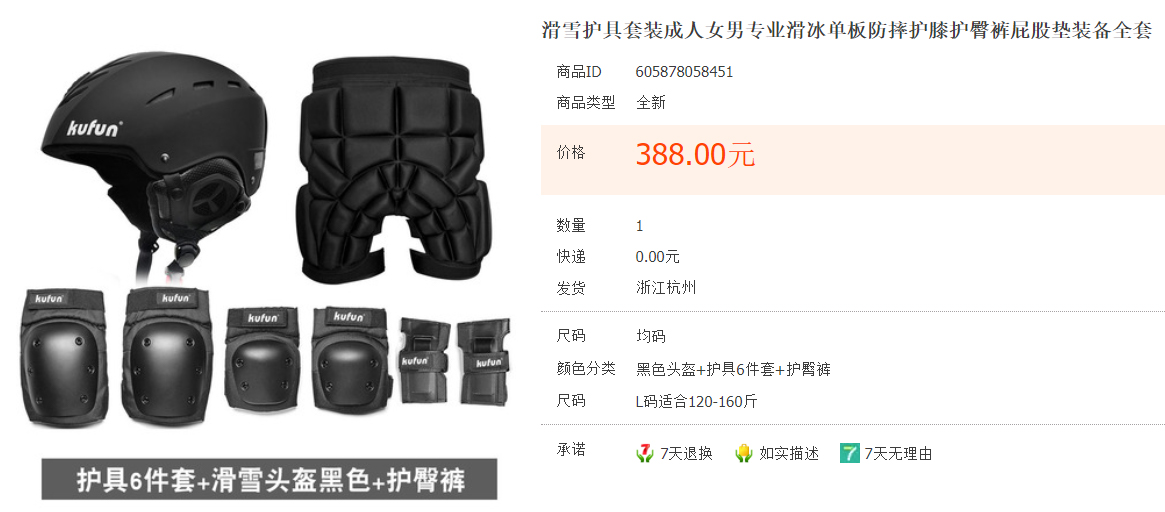 滑雪护具套装成人女男专业滑冰单板防摔护膝护臀裤屁股垫装备全套
商品ID 605878058451
商品类型 全新
价格 388.00元
数量 1
快递 0.00元
发货 浙江杭州
尺码 均码
颜色分类 黑色头盔+护具6件套+护臀裤
尺码 L码适合120-160斤
承诺 7天退换 如实描述 7 7天无理由
kufun
kufun kufun kufun kufun kufun kufun
护具6件套+滑雪头盔黑色+护臀裤